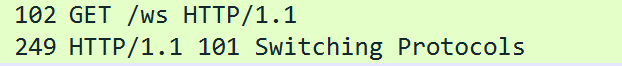 102 GET /ws HTTP/1.1
249 HTTP/1.1 101 Switching Protocols